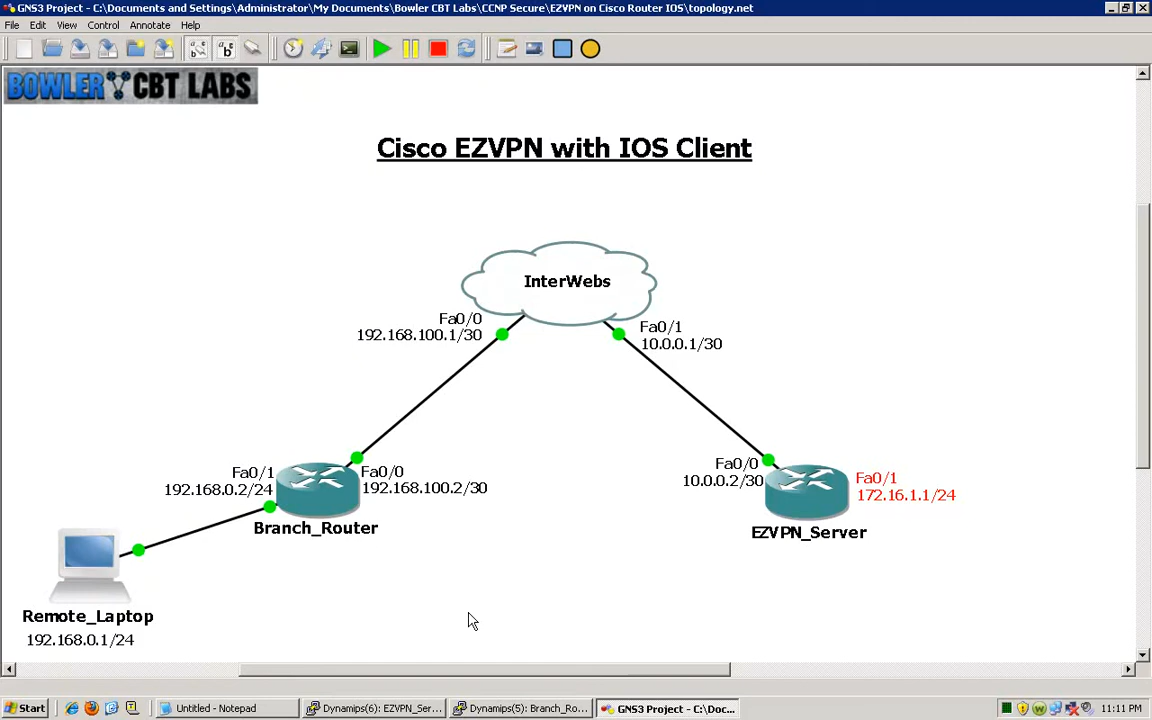 GNS3 Project - C:\Documents and Settings\Administrator\My Documents\Bowler CBT Labs\CCNP Secure\EZVPN on Cisco Router IOS\topology.net
File Edit View Control Annotate Help
BOWLER CBT LABS
Cisco EZVPN with IOS Client
InterWebs
Fa0/0
192.168.100.1/30
Fa0/1
10.0.0.1/30
Fa0/1
192.168.0.2/24
Fa0/0
192.168.100.2/30
Branch_Router
Fa0/0
10.0.0.2/30
Fa0/1
172.16.1.1/24
EZVPN_Server
Remote_Laptop
192.168.0.1/24
Start
Untitled - Notepad
Dynamips(6): EZVPN_Ser...
Dynamips(5): Branch_Ro...
GNS3 Project - C:\Doc...
11:11 PM